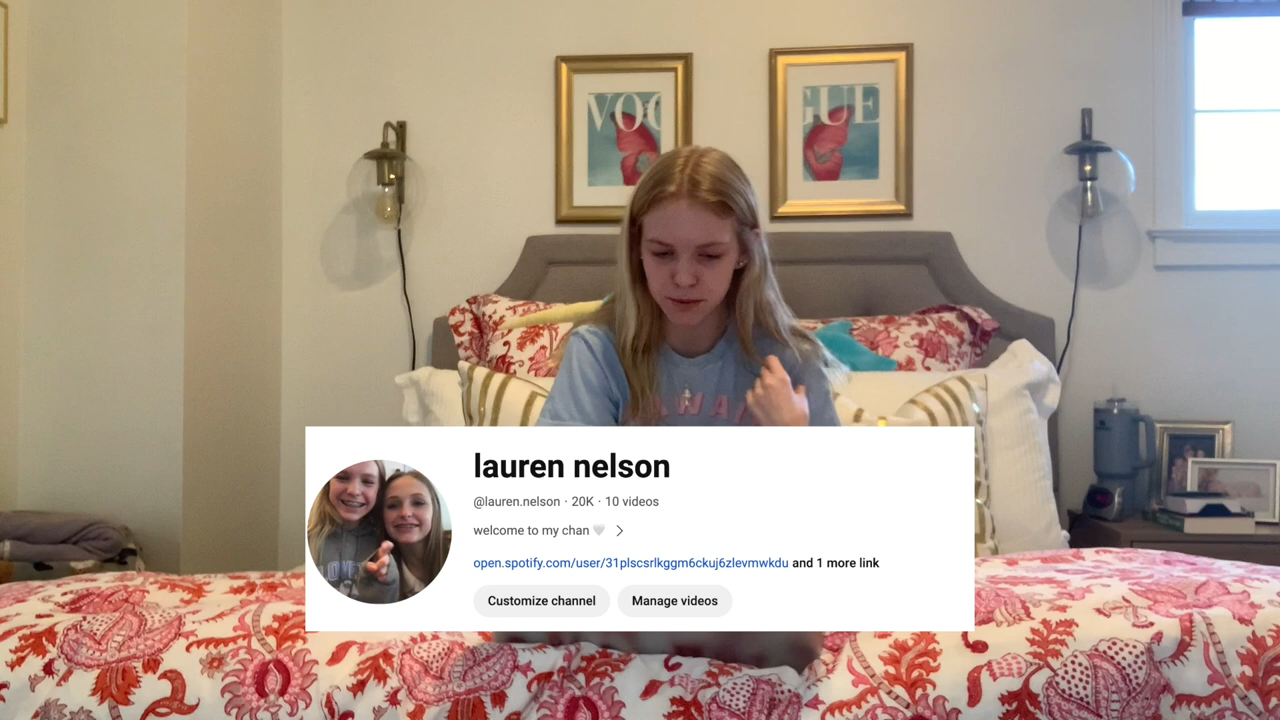 VOG
GUE
lauren nelson
@lauren.nelson · 20K · 10 videos
welcome to my chan 🤍 >
open.spotify.com/user/31plscsrlkggm6ckuj6zlevmwkdu and 1 more link
Customize channel Manage videos